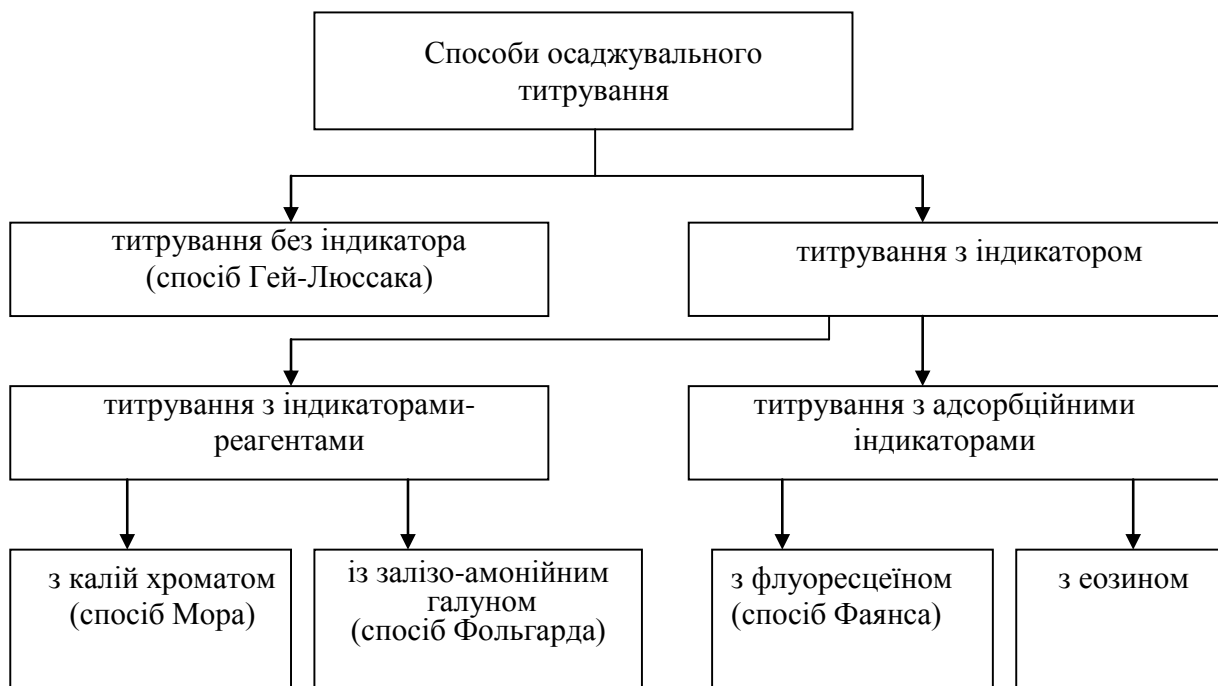 Способи осаджувального
титрування
титрування без індикатора
(спосіб Гей-Люссака)
титрування з індикатором
титрування з індикаторами-
реагентами
титрування з адсорбційними
індикаторами
з калій хроматом
(спосіб Мора)
із залізо-амонійним
галуном
(спосіб Фольгарда)
з флуоресцеїном
(спосіб Фаянса)
з еозином